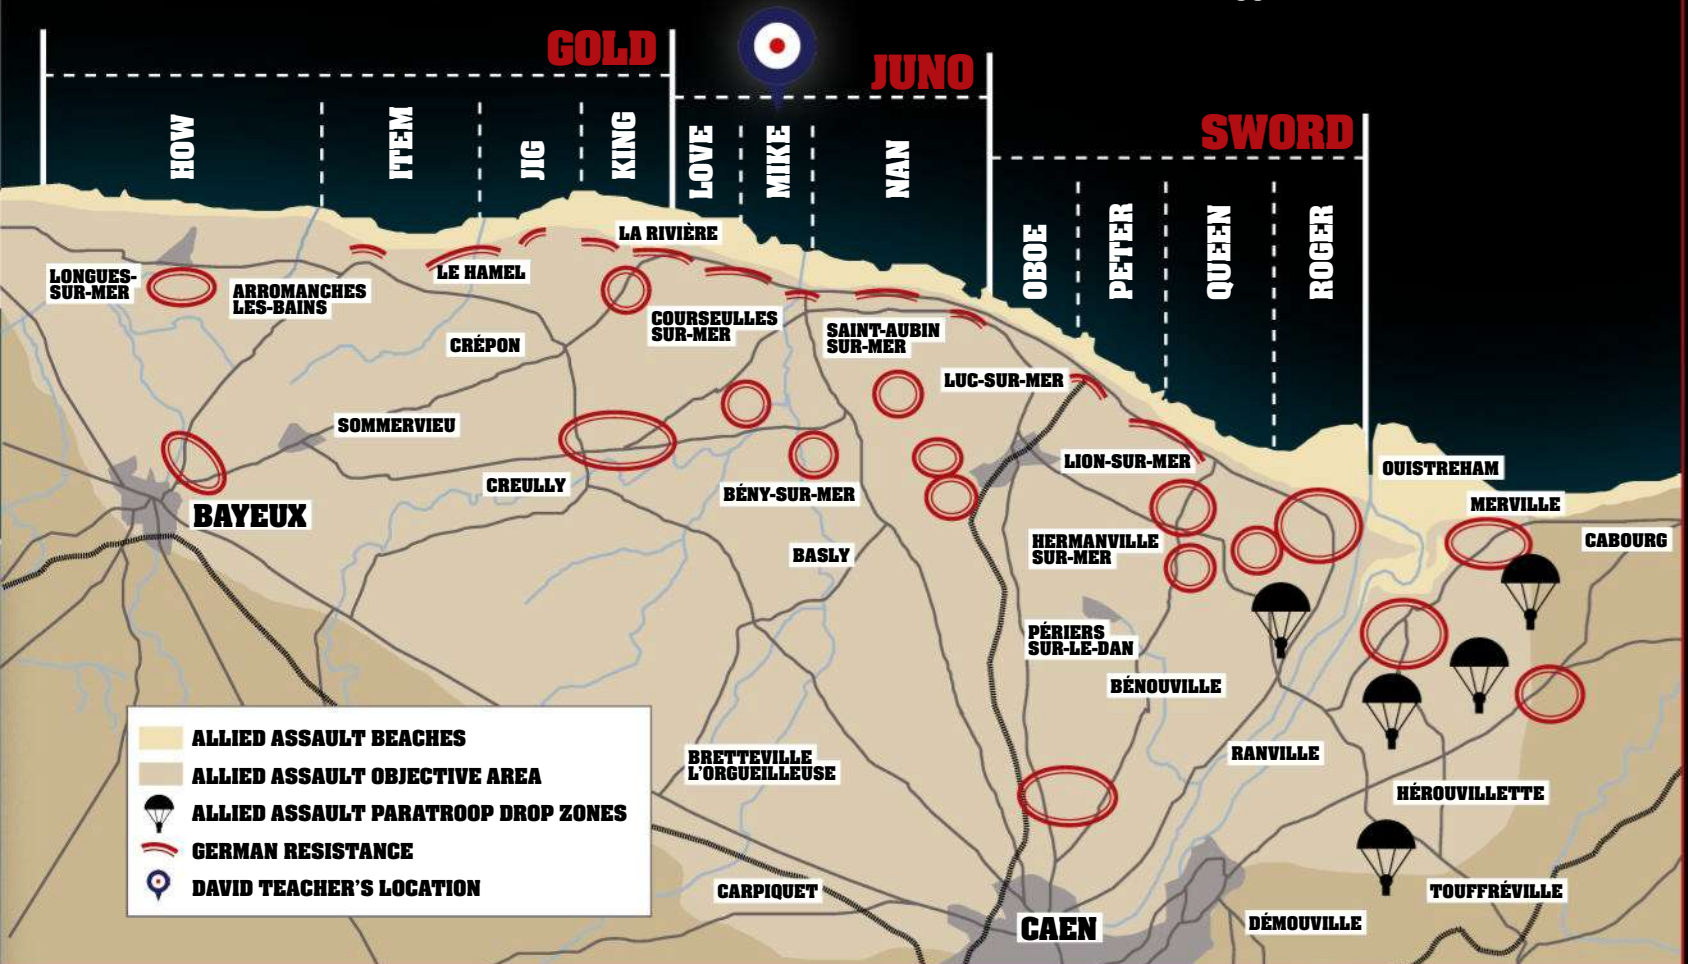 GOLD
JUNO
SWORD
HOW
ITEM
JIG
KING
LOVE
MIKE
NAN
OBOE
PETER
QUEEN
ROGER
LA RIVIÈRE
LONGUES-
SUR-MER
ARROMANCHES
LES-BAINS
LE HAMEL
COURSEULLES
SUR-MER
SAINT-AUBIN
SUR-MER
CRÉPON
LUC-SUR-MER
SOMMERVIEU
LION-SUR-MER
OUISTREHAM
CREULLY
BÉNY-SUR-MER
MERVILLE
BAYEUX
CABOURG
HERMANVILLE
SUR-MER
BASLY
PÉRIERS
SUR-LE-DAN
BÉNOUVILLE
BRETTEVILLE
L'ORGUEILLEUSE
RANVILLE
HÉROUVILLETTE
CARPIQUET
TOUFFRÉVILLE
CAEN
DÉMOUVILLE
ALLIED ASSAULT BEACHES
ALLIED ASSAULT OBJECTIVE AREA
ALLIED ASSAULT PARATROOP DROP ZONES
GERMAN RESISTANCE
DAVID TEACHER'S LOCATION